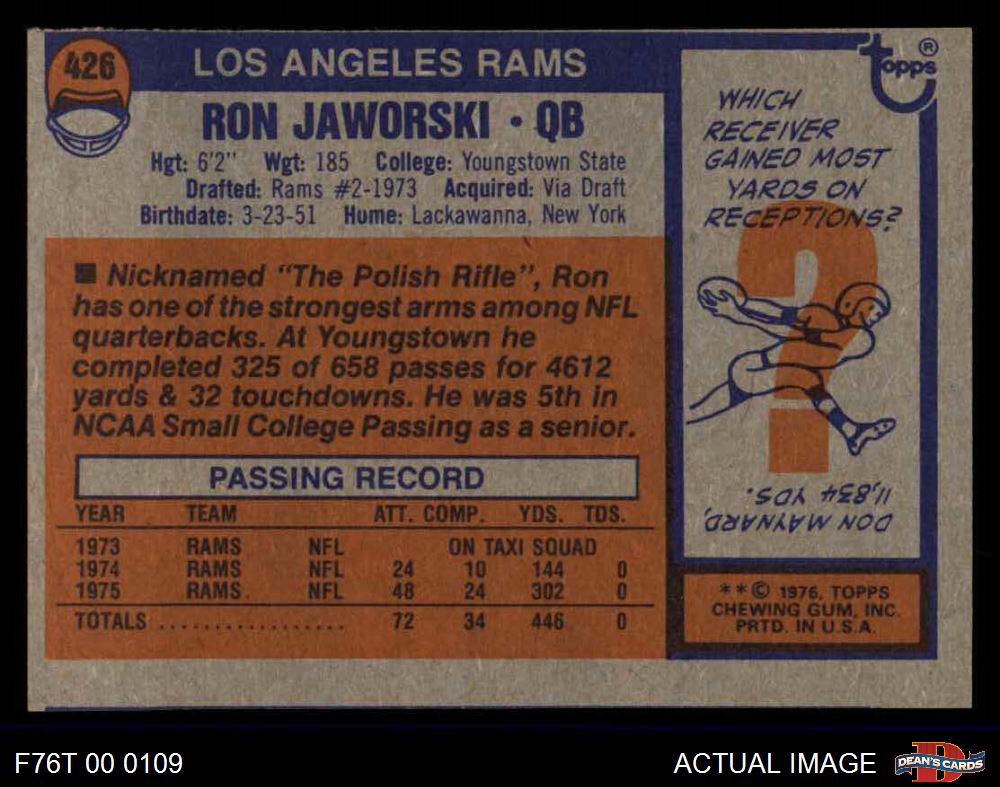 426
LOS ANGELES RAMS
RON JAWORSKI • QB
Hgt: 6'2" Wgt: 185 College: Youngstown State
Drafted: Rams #2-1973 Acquired: Via Draft
Birthdate: 3-23-51 Home: Lackawanna, New York
■ Nicknamed "The Polish Rifle", Ron
has one of the strongest arms among NFL
quarterbacks. At Youngstown he
completed 325 of 658 passes for 4612
yards & 32 touchdowns. He was 5th in
NCAA Small College Passing as a senior.
PASSING RECORD
YEAR TEAM ATT. COMP. YDS. TDS.
1973 RAMS NFL ON TAXI SQUAD
1974 RAMS NFL 24 10 144 0
1975 RAMS NFL 48 24 302 0
TOTALS .................. 72 34 446 0
topps®
WHICH
RECEIVER
GAINED MOST
YARDS ON
RECEPTIONS?
?
DON MAYNARD,
11,834 YDS.
**© 1976, TOPPS
CHEWING GUM, INC.
PRTD. IN U.S.A.
F76T 00 0109
ACTUAL IMAGE
D
DEAN'S CARDS